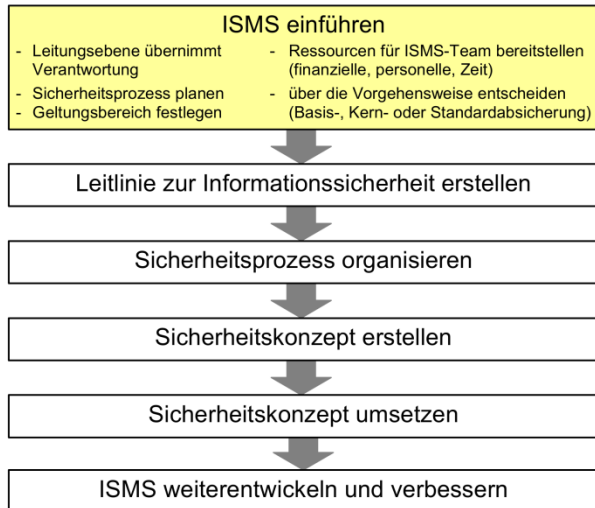 ISMS einführen
- Leitungsebene übernimmt
Verantwortung
- Sicherheitsprozess planen
- Geltungsbereich festlegen
- Ressourcen für ISMS-Team bereitstellen
(finanzielle, personelle, Zeit)
- über die Vorgehensweise entscheiden
(Basis-, Kern- oder Standardabsicherung)
Leitlinie zur Informationssicherheit erstellen
Sicherheitsprozess organisieren
Sicherheitskonzept erstellen
Sicherheitskonzept umsetzen
ISMS weiterentwickeln und verbessern